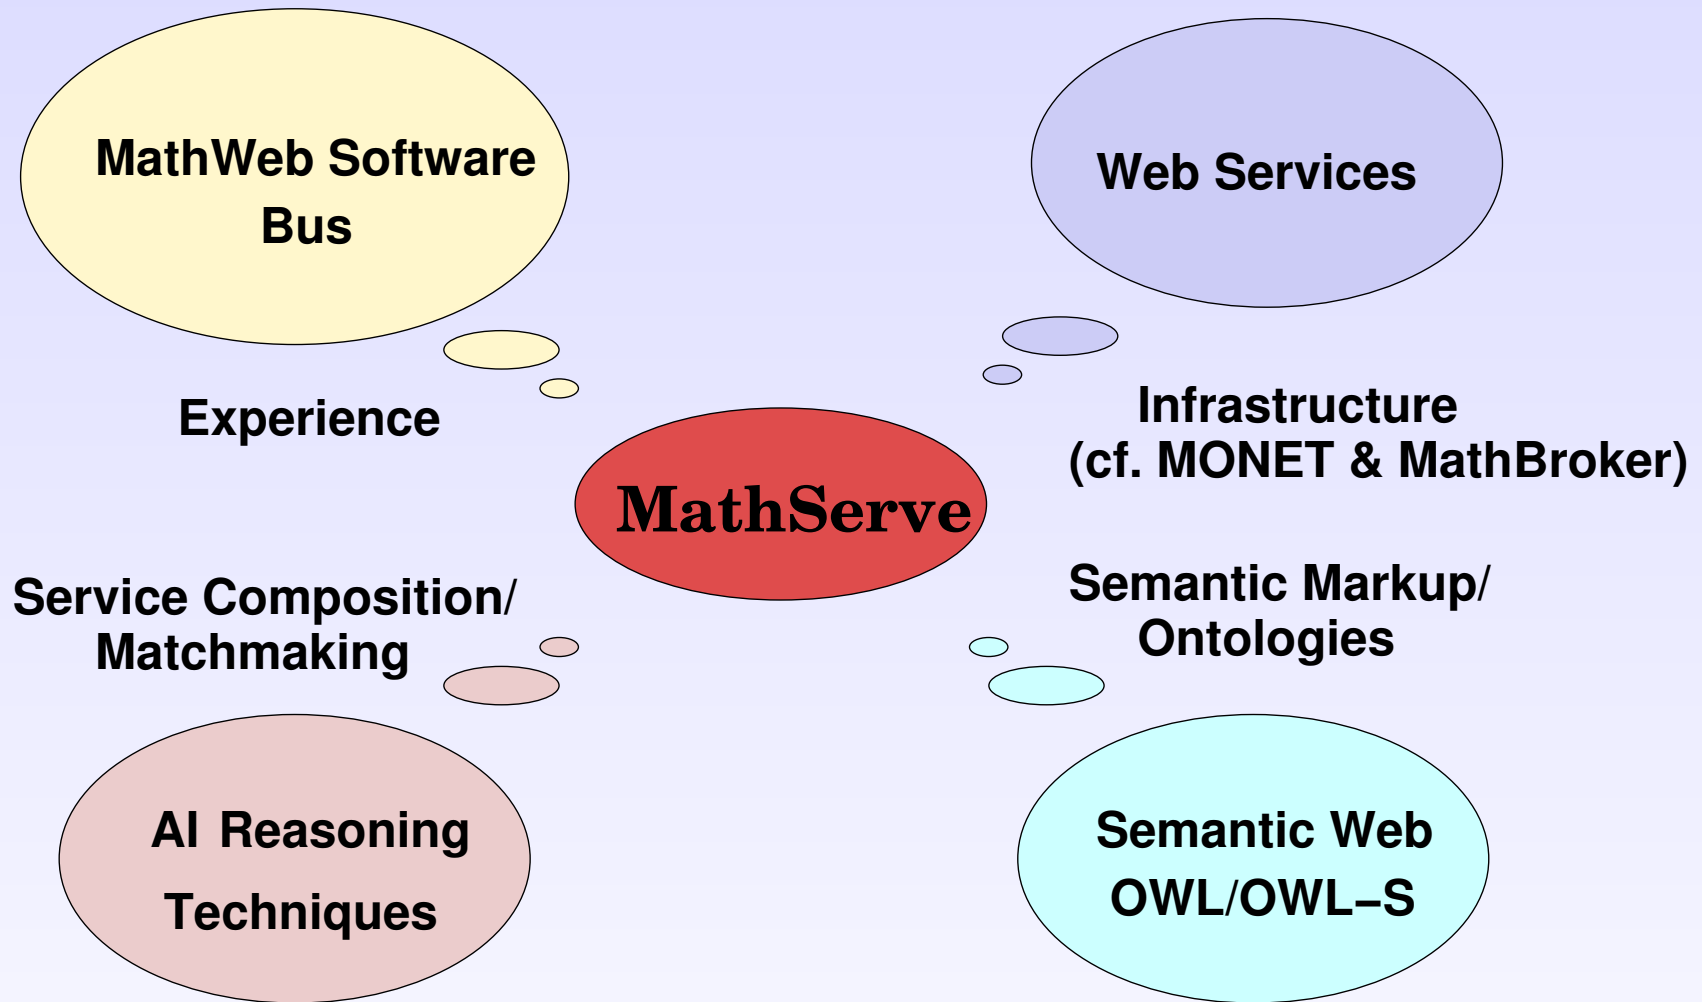 MathWeb Software
Bus
Web Services
Experience
Infrastructure
(cf. MONET & MathBroker)
MathServe
Service Composition/
Matchmaking
Semantic Markup/
Ontologies
AI Reasoning
Techniques
Semantic Web
OWL/OWL–S